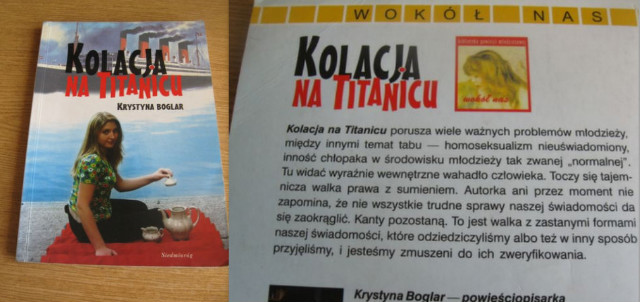 KOLACJA
NA TITANICU
KRYSTYNA BOGLAR
Siedmioróg
WOKÓŁ NAS
KOLACJA
NA TITANICU
wokół nas
Kolacja na Titanicu porusza wiele ważnych problemów młodzieży,
między innymi temat tabu — homoseksualizm nieuświadomiony,
inność chłopaka w środowisku młodzieży tak zwanej „normalnej".
Tu widać wyraźnie wewnętrzne wahadło człowieka. Toczy się tajem-
nicza walka prawa z sumieniem. Autorka ani przez moment nie
zapomina, że nie wszystkie trudne sprawy naszej świadomości da
się zaokrąglić. Kanty pozostaną. To jest walka z zastanymi formami
naszej świadomości, które odziedziczyliśmy albo też w inny sposób
przyjęliśmy, i jesteśmy zmuszeni do ich zweryfikowania.
Krystyna Boglar — powieściopisarka